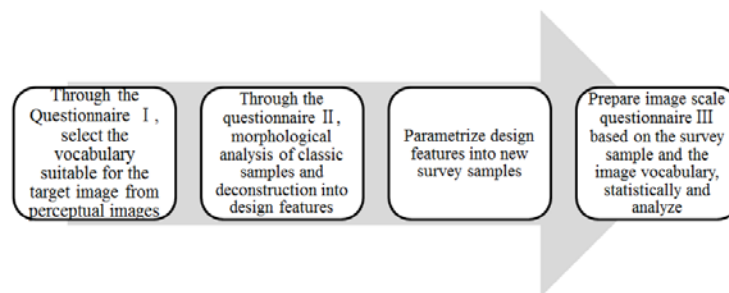 Through the
Questionnaire Ⅰ,
select the
vocabulary
suitable for the
target image from
perceptual images
Through the
questionnaire Ⅱ,
morphological
analysis of classic
samples and
deconstruction into
design features
Parametrize design
features into new
survey samples
Prepare image scale
questionnaire Ⅲ
based on the survey
sample and the
image vocabulary,
statistically and
analyze